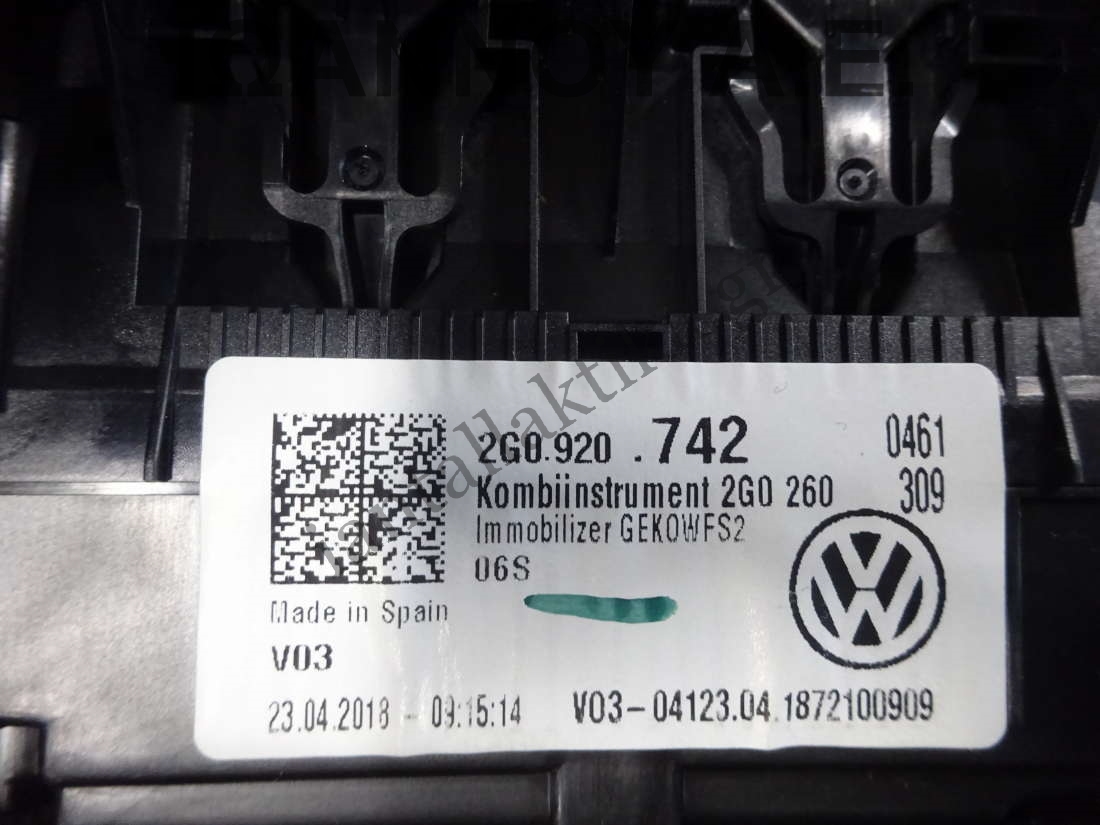 2G0.920 .742 0461
Kombiinstrument 2G0 260 309
Immobilizer GEKOWFS2
06S
Made in Spain
V03
23.04.2018 - 09:15:14 V03-04123.04.1872100909